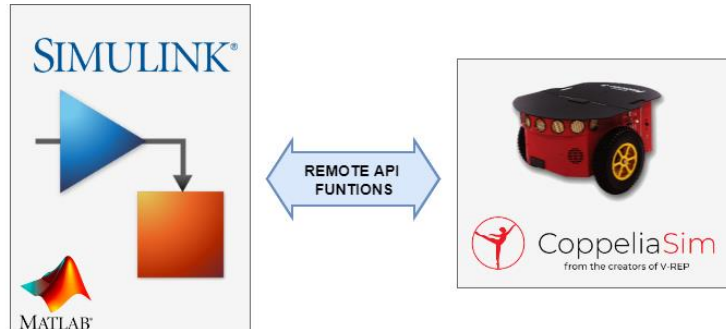 SIMULINK®
MATLAB®
REMOTE API
FUNTIONS
CoppeliaSim
from the creators of V-REP